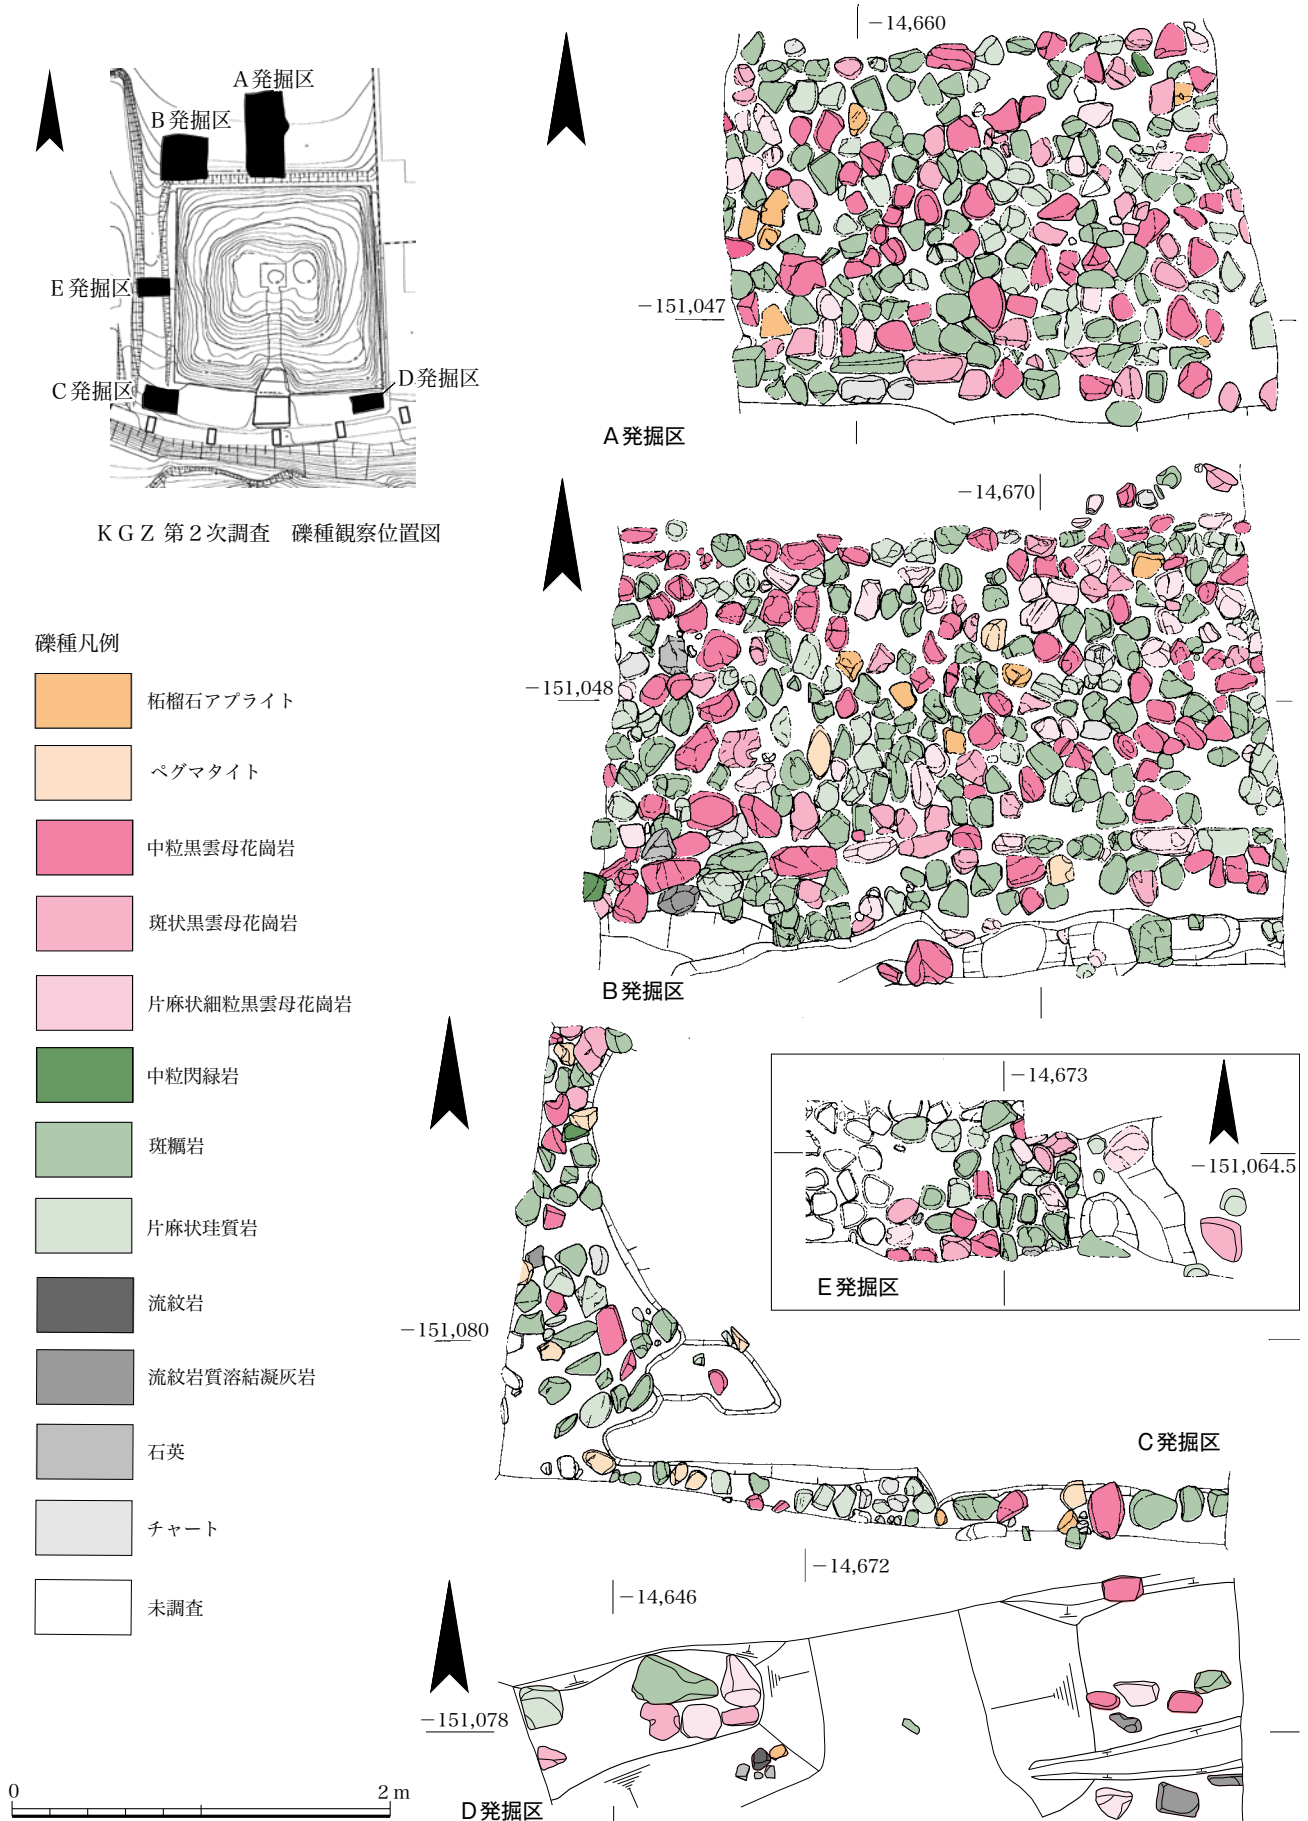 A発掘区
B発掘区
E発掘区
C発掘区
D発掘区
KGZ 第2次調査　礫種観察位置図
礫種凡例
柘榴石アプライト
ペグマタイト
中粒黒雲母花崗岩
斑状黒雲母花崗岩
片麻状細粒黒雲母花崗岩
中粒閃緑岩
斑糲岩
片麻状珪質岩
流紋岩
流紋岩質溶結凝灰岩
石英
チャート
未調査
0
2 m
−14,660
−151,047
A発掘区
−14,670
−151,048
B発掘区
−14,673
−151,064.5
E発掘区
−151,080
C発掘区
−14,672
−14,646
−151,078
D発掘区